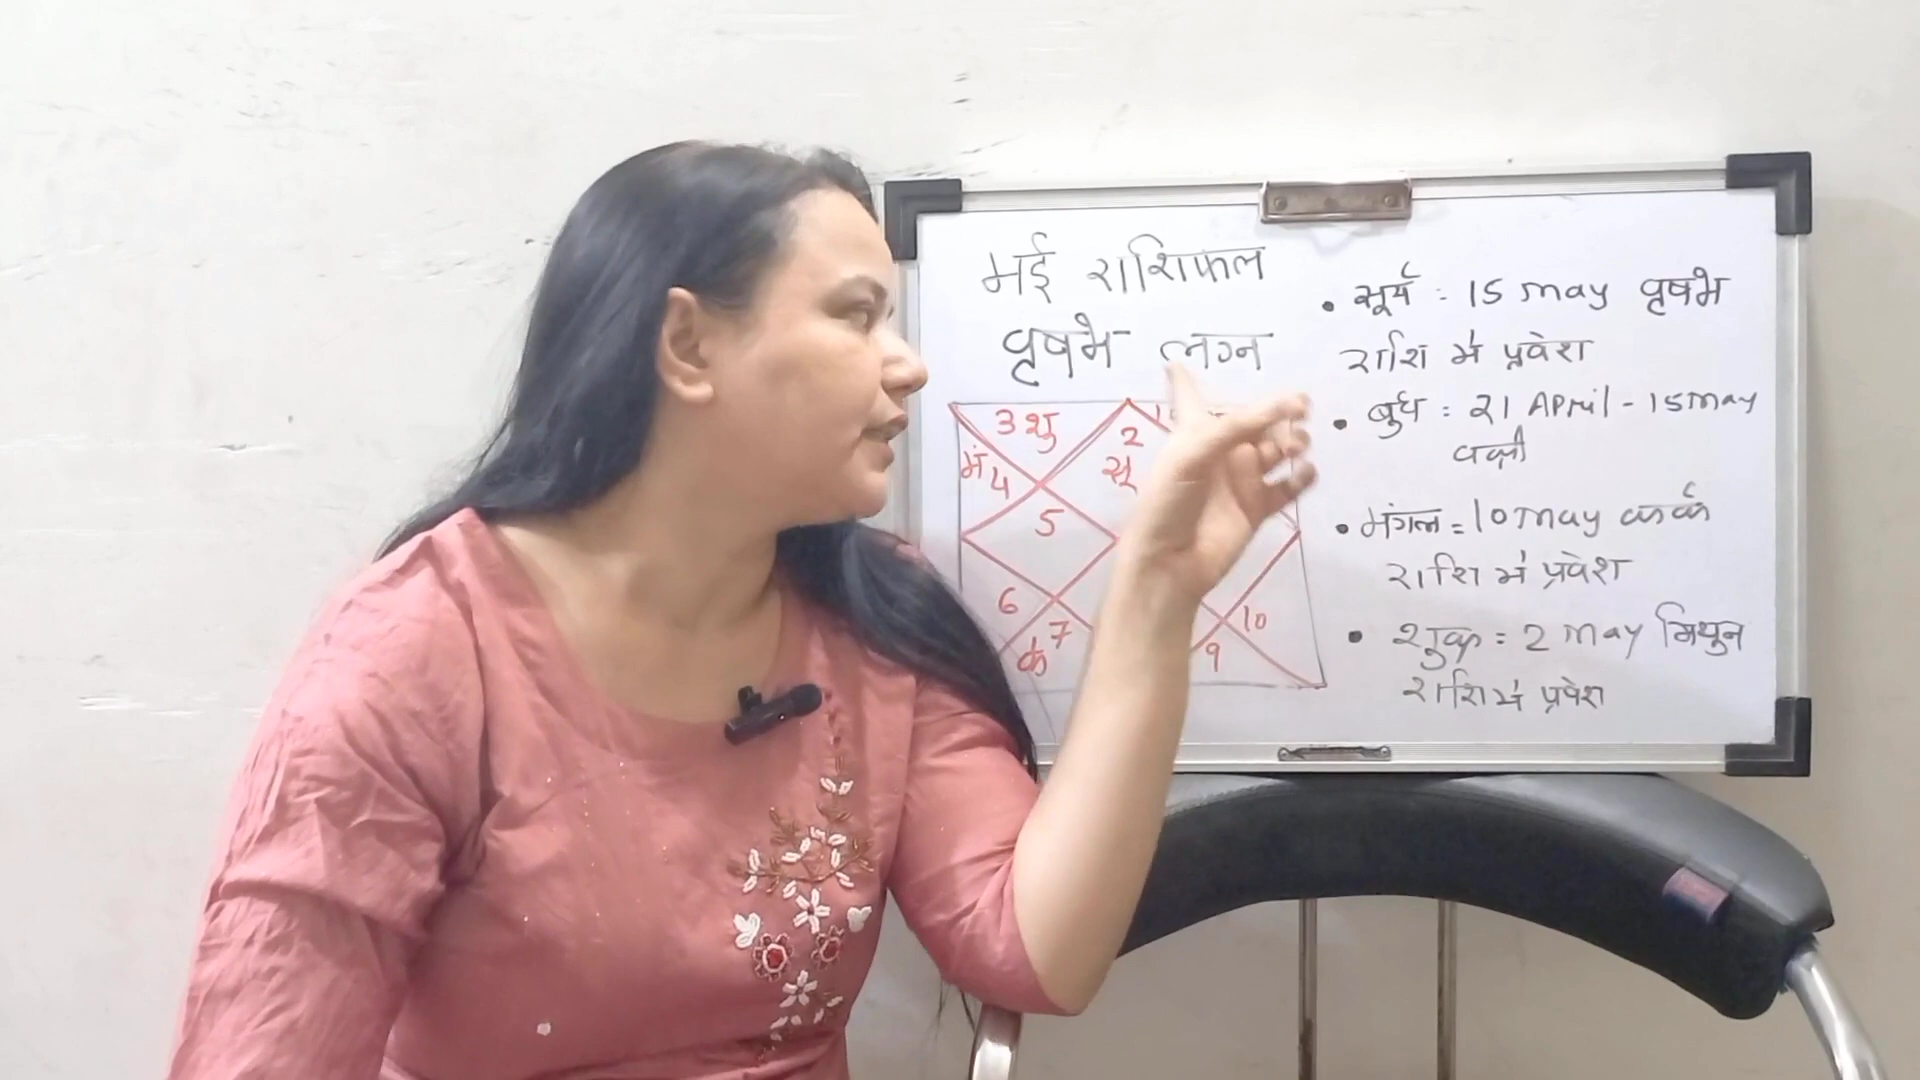 मई राशिफल
वृषभ लग्न
3 शु
2
सू
मं 4
5
6
7
के
9
10
• सूर्य : 15 may वृषभ
राशि में प्रवेश
• बुध : 21 April - 15 may
वक्री
• मंगल = 10 may कर्क
राशि में प्रवेश
• शुक्र = 2 may मिथुन
राशि में प्रवेश